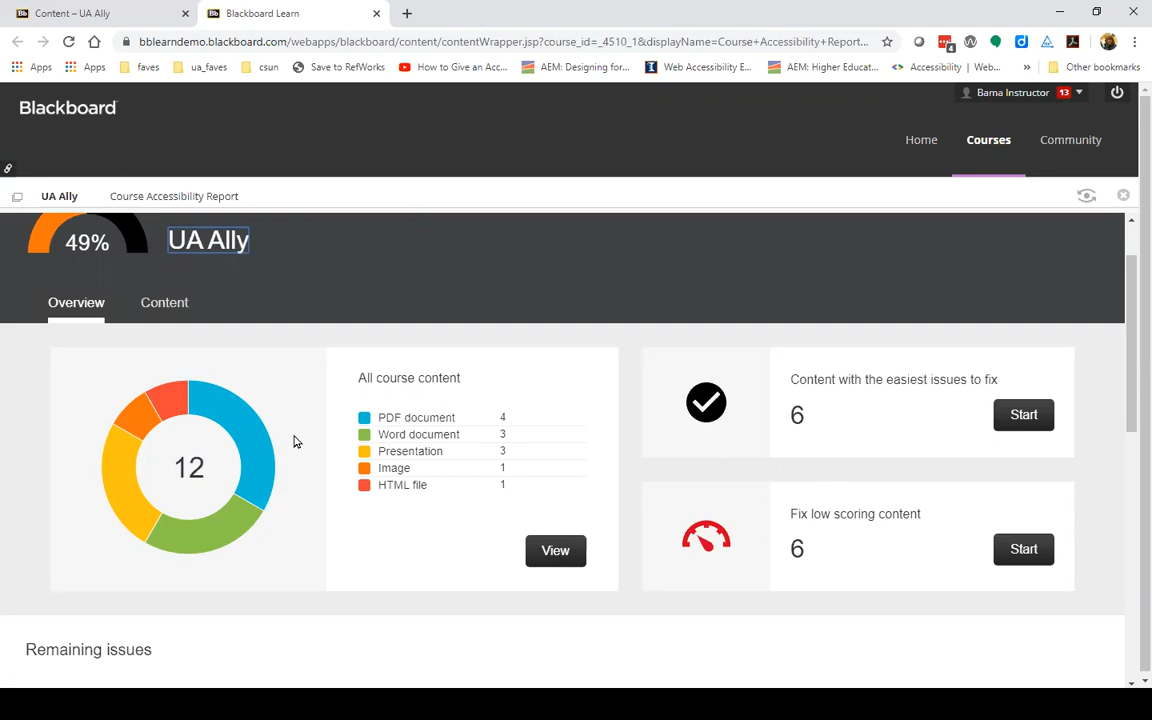 Content – UA Ally
Blackboard Learn
bblearndemo.blackboard.com/webapps/blackboard/content/contentWrapper.jsp?course_id=_4510_1&displayName=Course+Accessibility+Report...
Apps
Apps
faves
ua_faves
csun
Save to RefWorks
How to Give an Acc...
AEM: Designing for...
Web Accessibility E...
AEM: Higher Educat...
Accessibility | Web...
»
Other bookmarks
Blackboard
Bama Instructor 13
Home
Courses
Community
UA Ally
Course Accessibility Report
49%
UA Ally
Overview
Content
12
All course content
PDF document 4
Word document 3
Presentation 3
Image 1
HTML file 1
View
Content with the easiest issues to fix
6
Start
Fix low scoring content
6
Start
Remaining issues